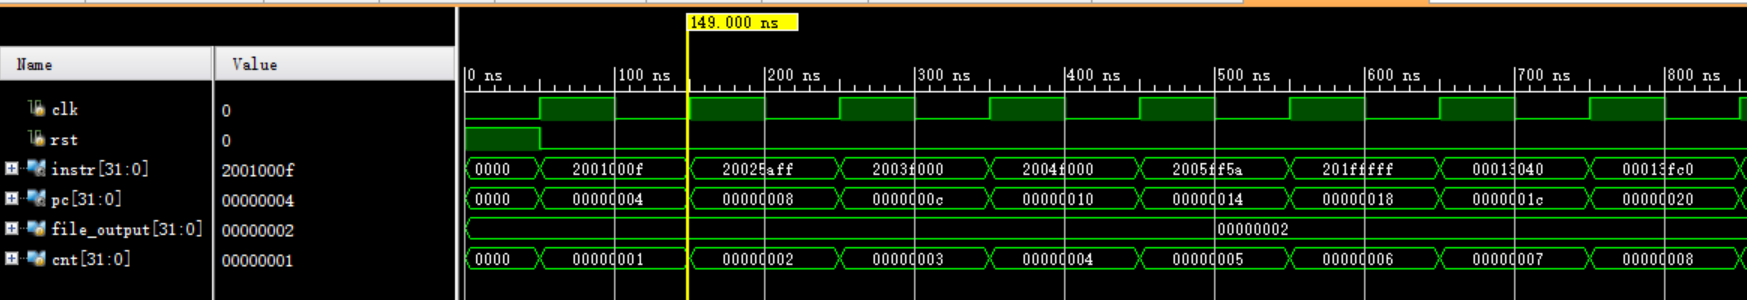 149.000 ns
Name Value
0 ns 100 ns 200 ns 300 ns 400 ns 500 ns 600 ns 700 ns 800 ns
clk 0
rst 0
instr[31:0] 2001000f 0000 2001000f 20025aff 2003f000 2004f000 2005ff5a 201fffff 00013040 00013fc0
pc[31:0] 00000004 0000 00000004 00000008 0000000c 00000010 00000014 00000018 0000001c 00000020
file_output[31:0] 00000002 00000002
cnt[31:0] 00000001 0000 00000001 00000002 00000003 00000004 00000005 00000006 00000007 00000008